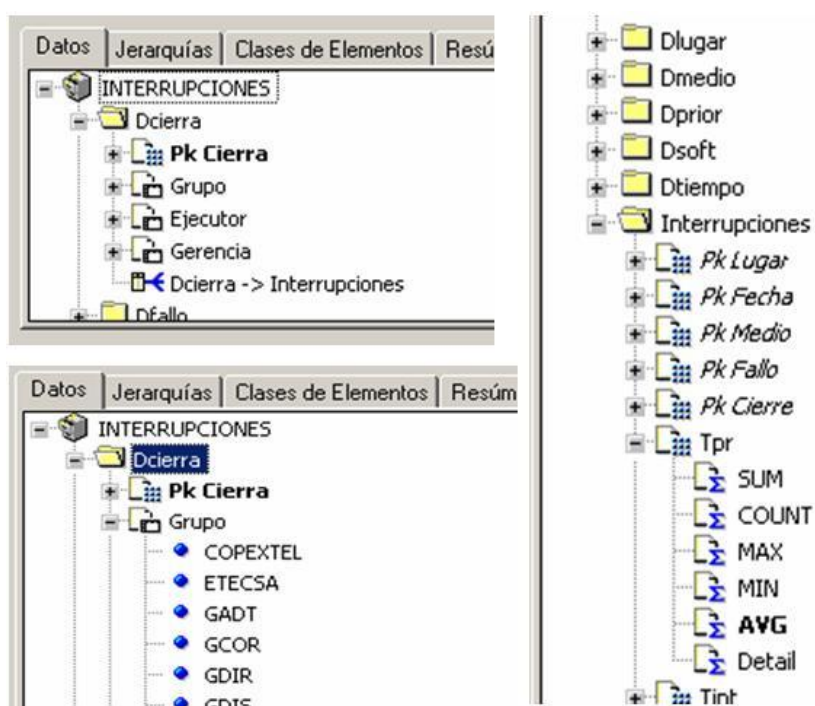 Datos Jerarquías Clases de Elementos Resú
INTERRUPCIONES
Dcierra
Pk Cierra
Grupo
Ejecutor
Gerencia
Dcierra -> Interrupciones
Dfallo
Datos Jerarquías Clases de Elementos Resúm
INTERRUPCIONES
Dcierra
Pk Cierra
Grupo
COPEXTEL
ETECSA
GADT
GCOR
GDIR
GDIS
Dlugar
Dmedio
Dprior
Dsoft
Dtiempo
Interrupciones
Pk Lugar
Pk Fecha
Pk Medio
Pk Fallo
Pk Cierre
Tpr
SUM
COUNT
MAX
MIN
AVG
Detail
Tint